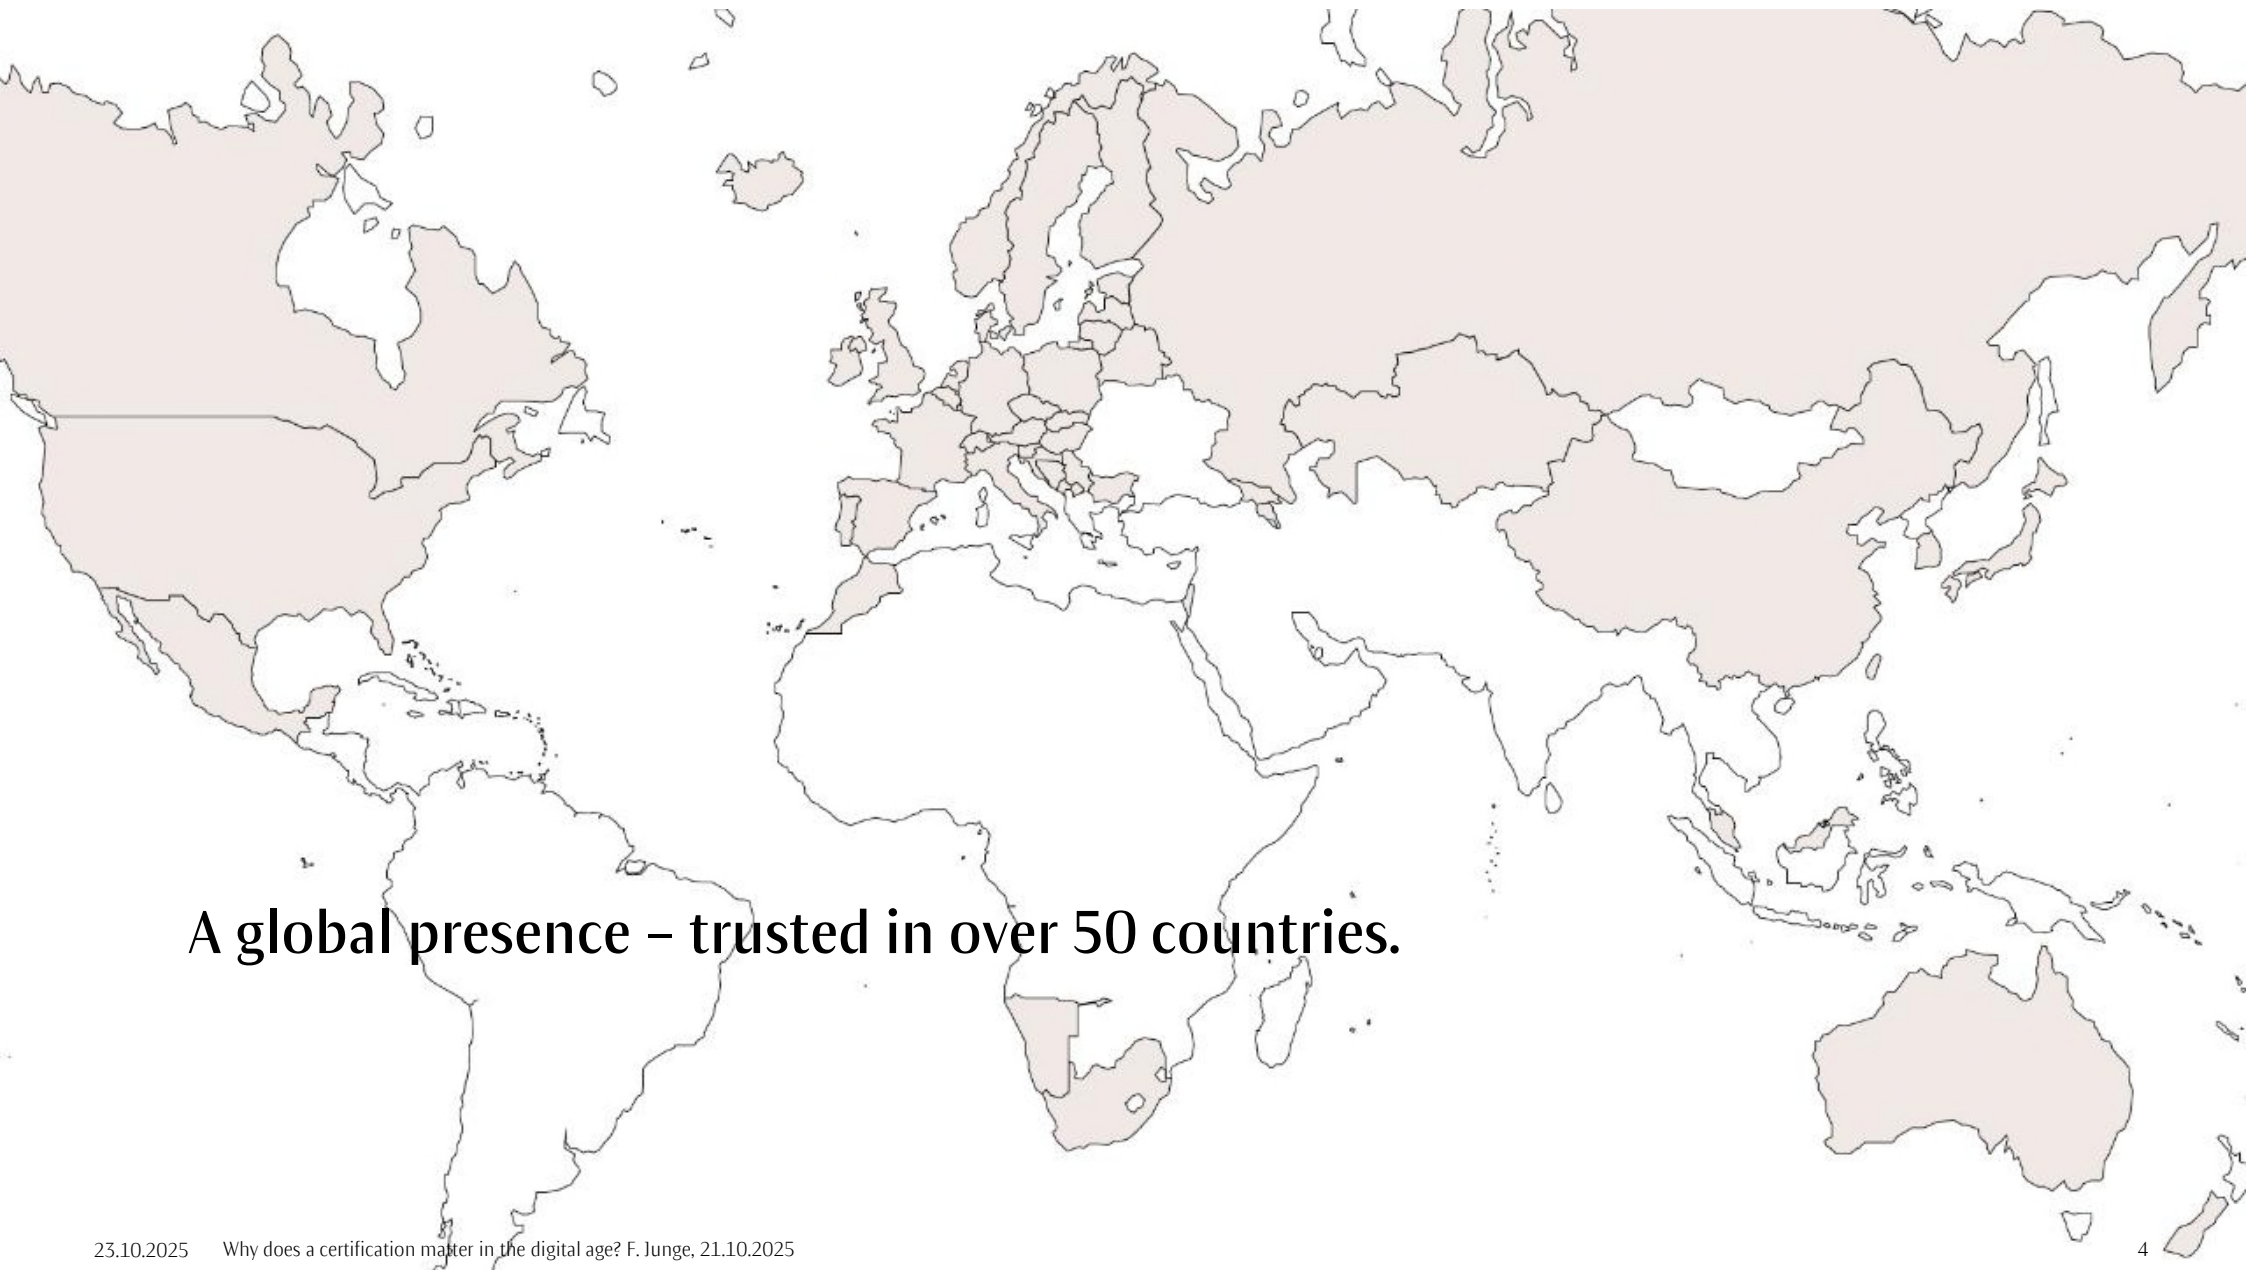 A global presence – trusted in over 50 countries.
23.10.2025 Why does a certification matter in the digital age? F. Junge, 21.10.2025 4